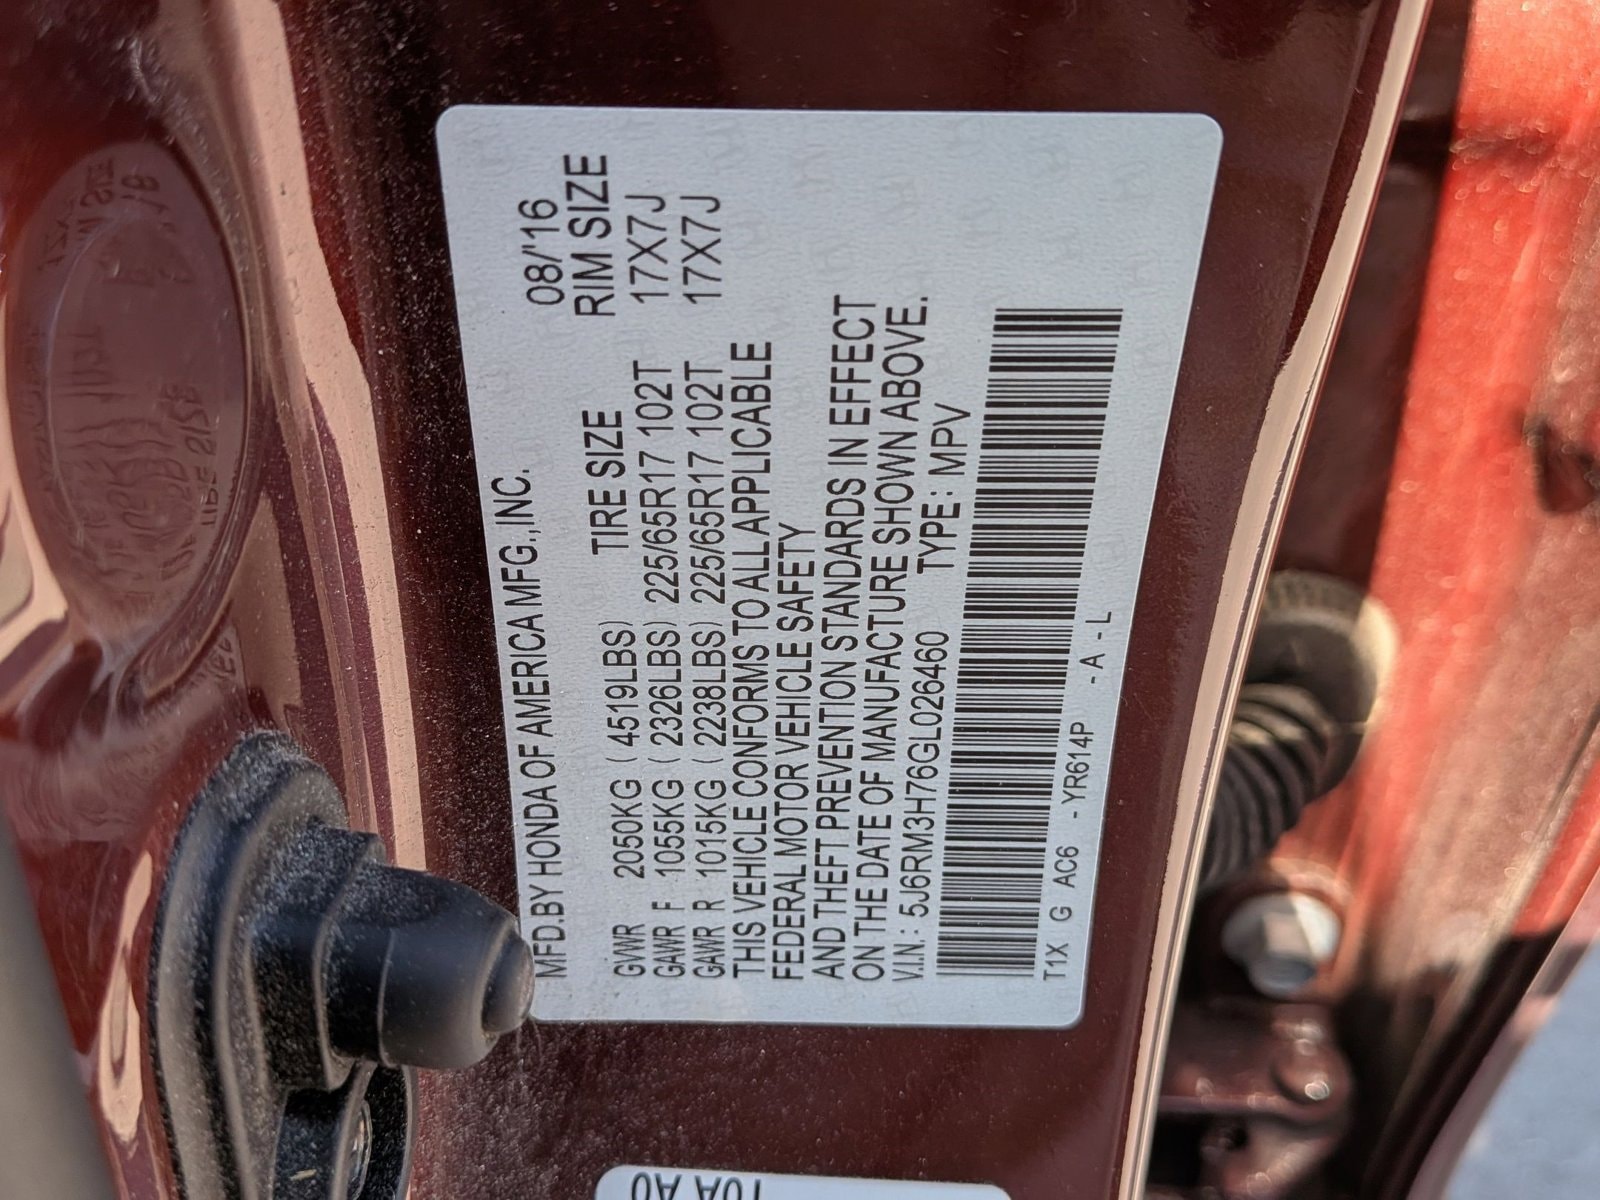 MFD.BY HONDA OF AMERICA MFG.,INC. 08/'16
TIRE SIZE RIM SIZE
GVWR 2050KG ( 4519LBS)
GAWR F 1055KG ( 2326LBS) 225/65R17 102T 17X7J
GAWR R 1015KG ( 2238LBS) 225/65R17 102T 17X7J
THIS VEHICLE CONFORMS TO ALL APPLICABLE
FEDERAL MOTOR VEHICLE SAFETY
AND THEFT PREVENTION STANDARDS IN EFFECT
ON THE DATE OF MANUFACTURE SHOWN ABOVE.
V.I.N.: 5J6RM3H76GL026460 TYPE: MPV
T1X G AC6 - YR614P - A - L